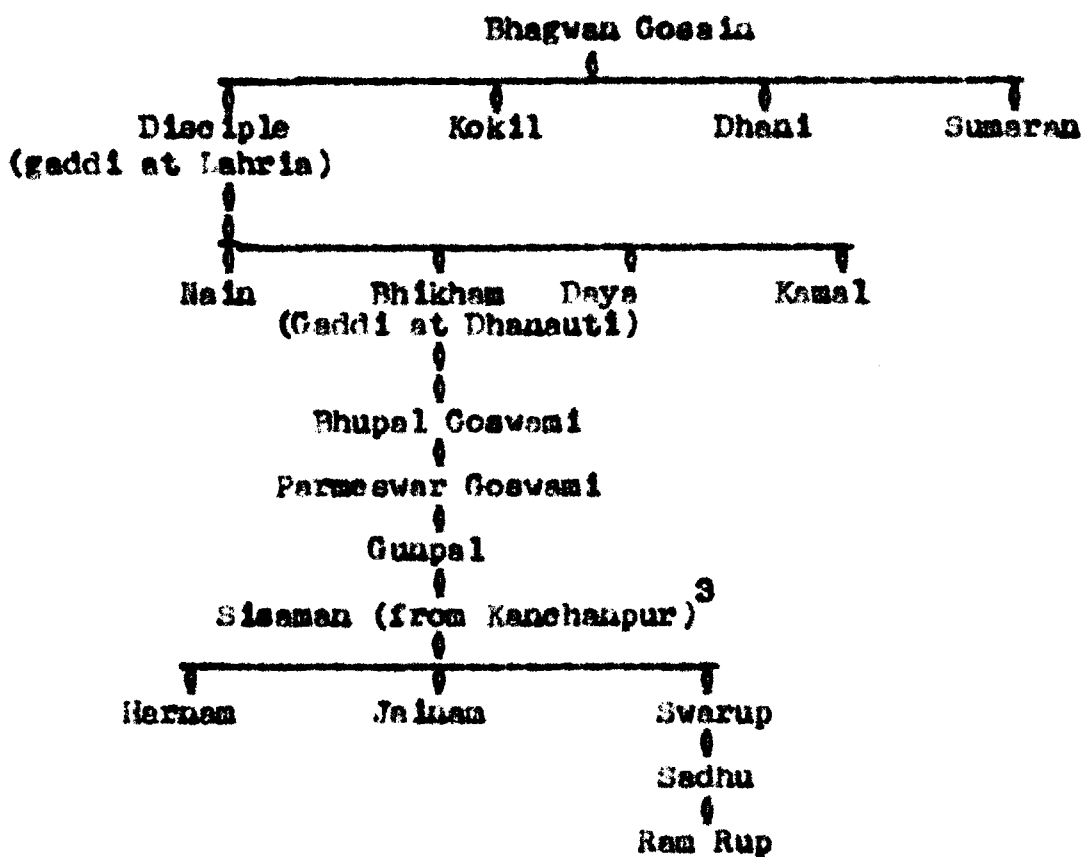 Bhagwan Gosain
Disciple Kokil Dhani Sumaran
(gaddi at Lahria)
Nain Bhikham Daya Kamal
(Gaddi at Dhanauti)
Bhupal Goswami
Parmeswar Goswami
Gunpal
Sisaman (from Kanchanpur)3
Harnam Jainam Swarup
Sadhu
Ram Rup